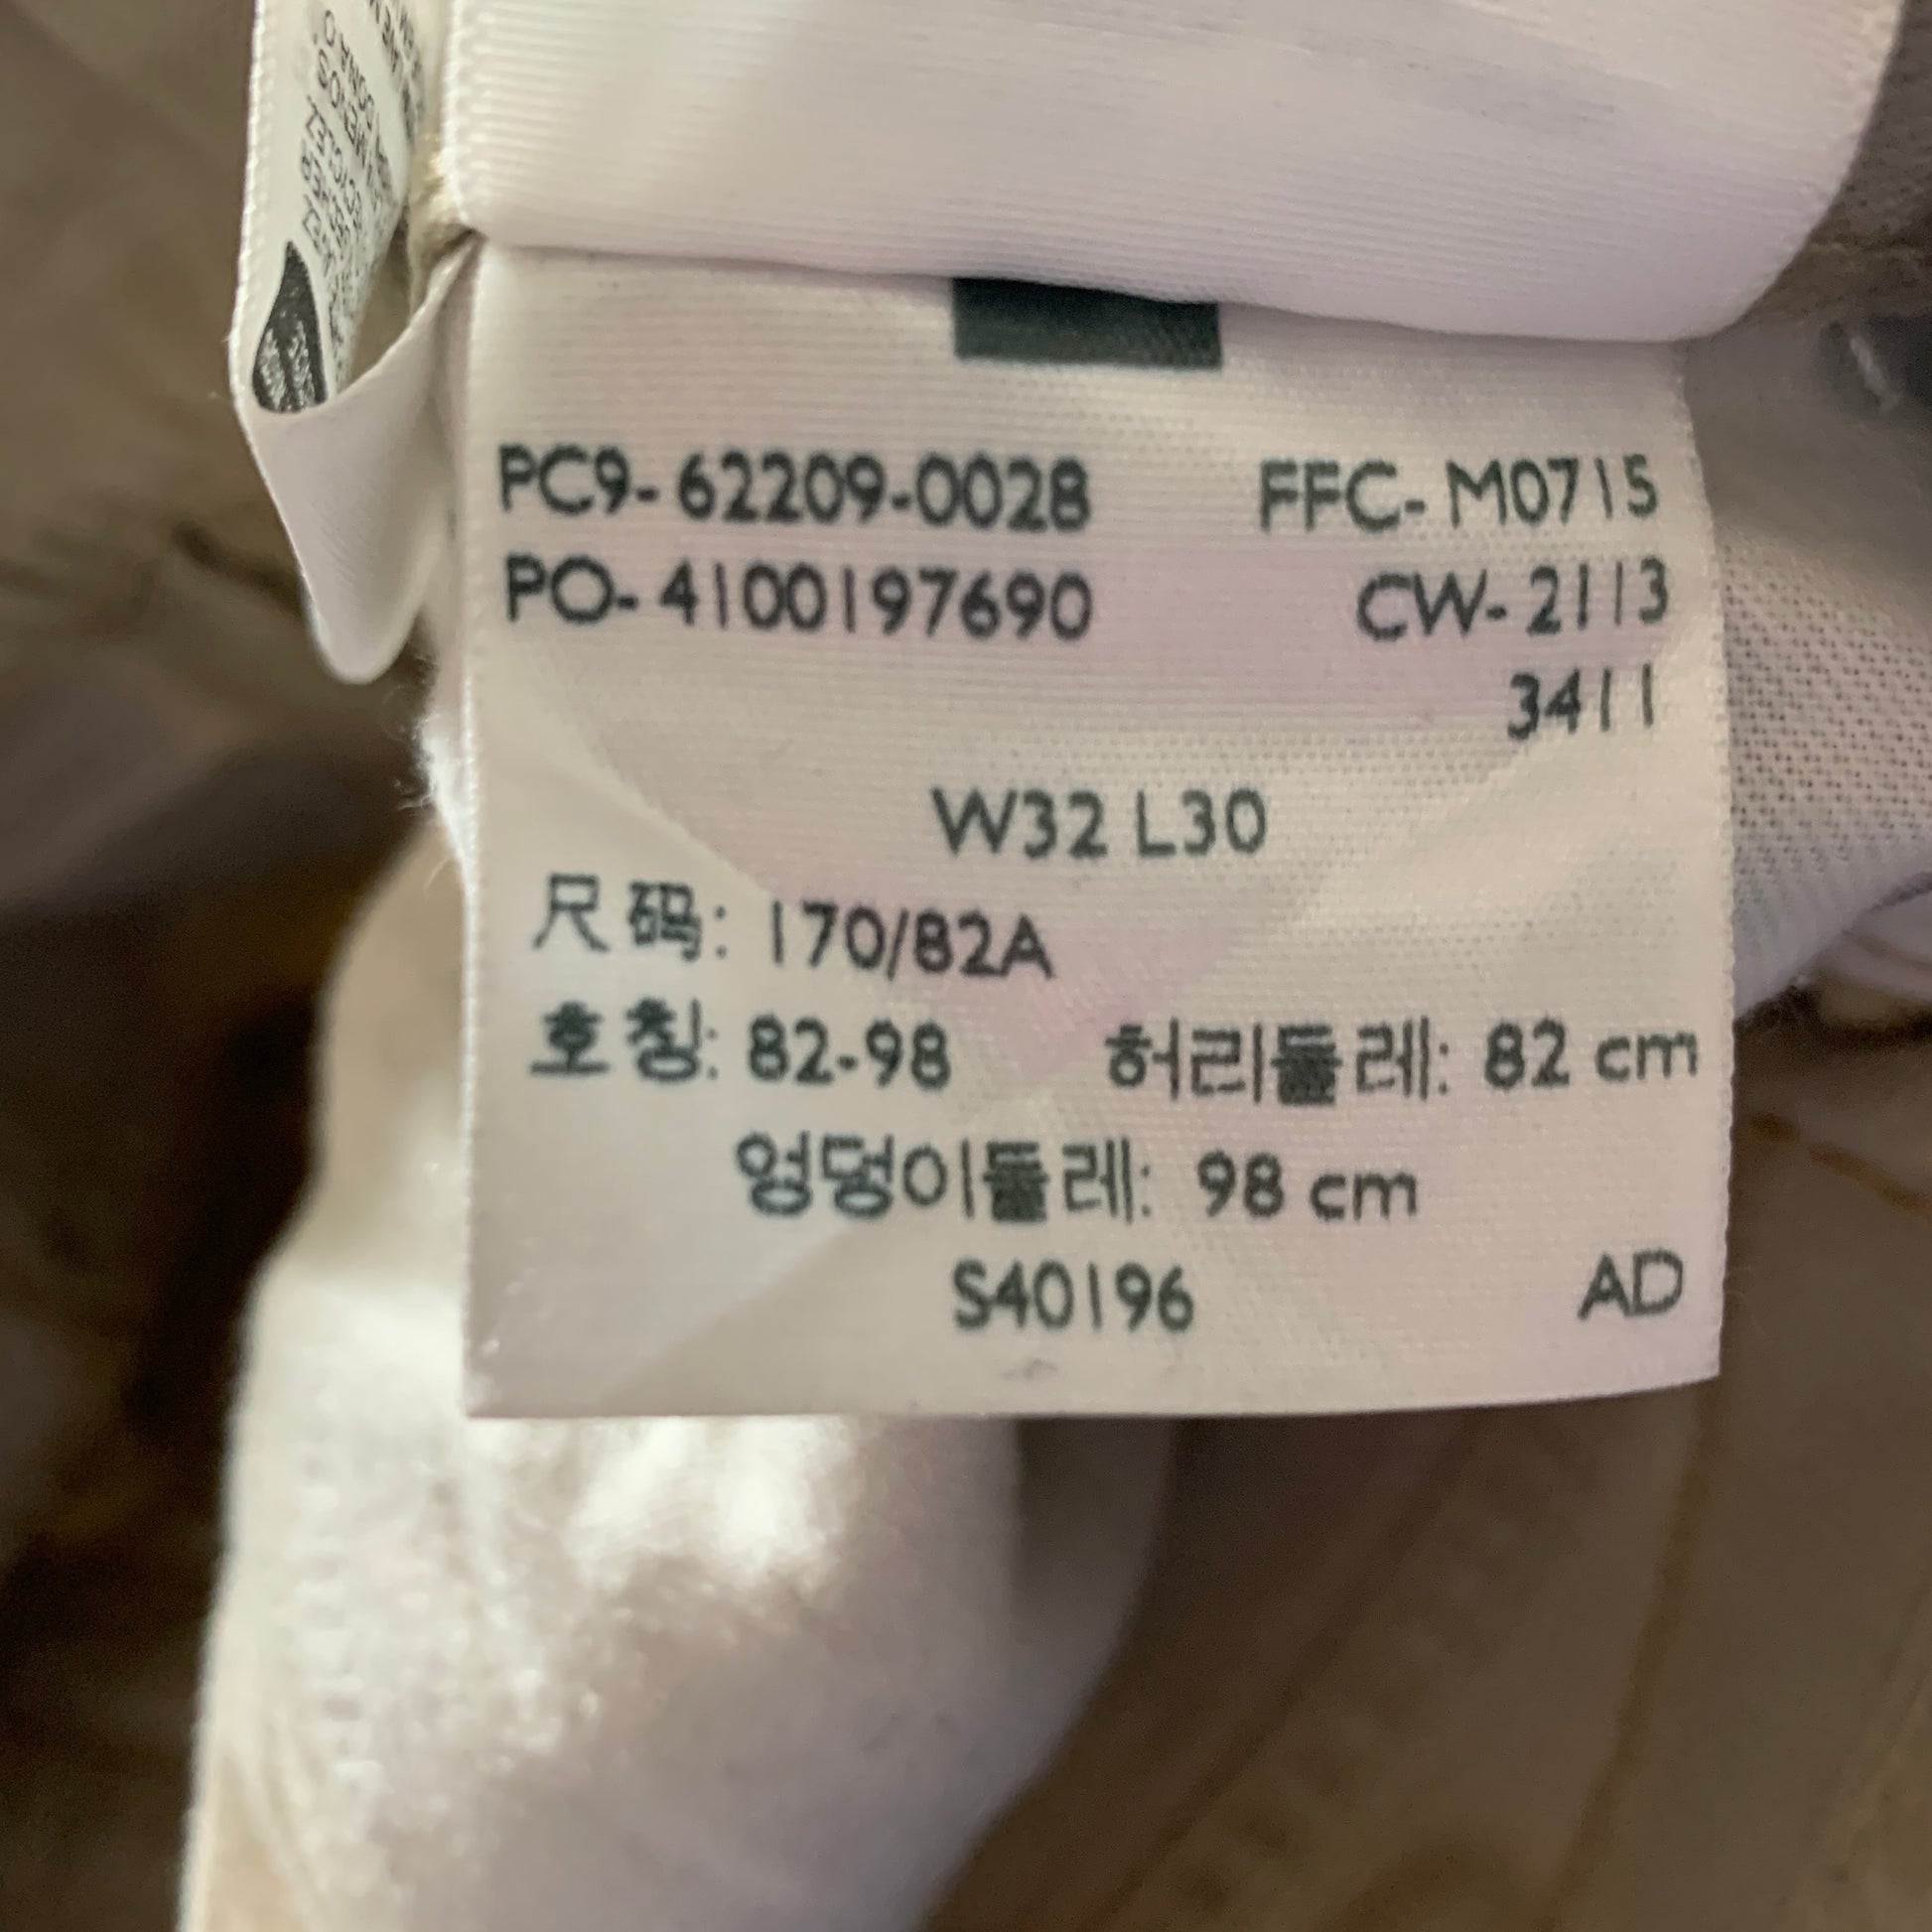 PC9- 62209-0028 FFC- M0715
PO- 4100197690 CW- 2113
3411
W32 L30
尺码: 170/82A
호칭: 82-98 허리둘레: 82 cm
엉덩이둘레: 98 cm
S40196 AD